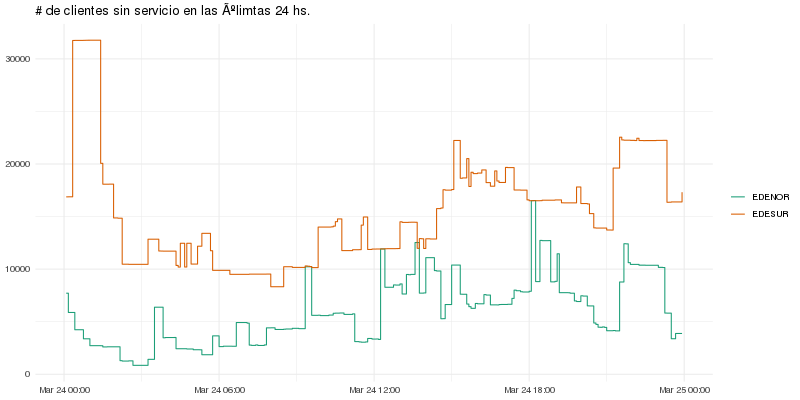 # de clientes sin servicio en las Ãºlimtas 24 hs.
30000
20000
10000
0
Mar 24 00:00
Mar 24 06:00
Mar 24 12:00
Mar 24 18:00
Mar 25 00:00
EDENOR
EDESUR